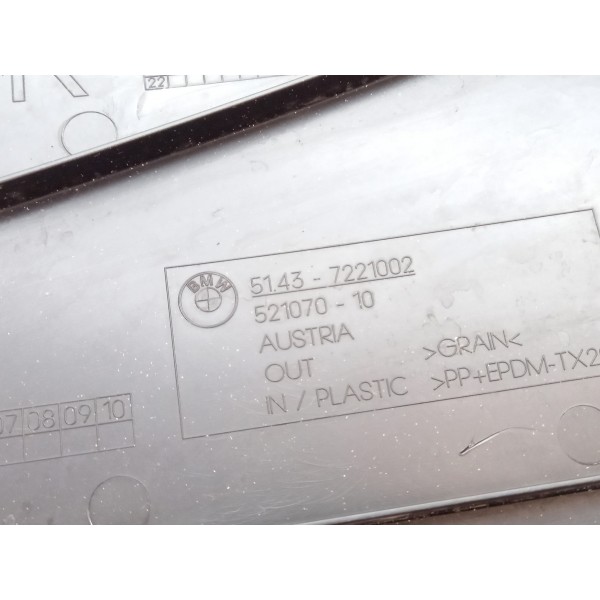 22
BMW
51.43 - 7221002
521070 - 10
AUSTRIA
OUT >GRAIN<
IN / PLASTIC >PP+EPDM-TX2
07 08 09 10